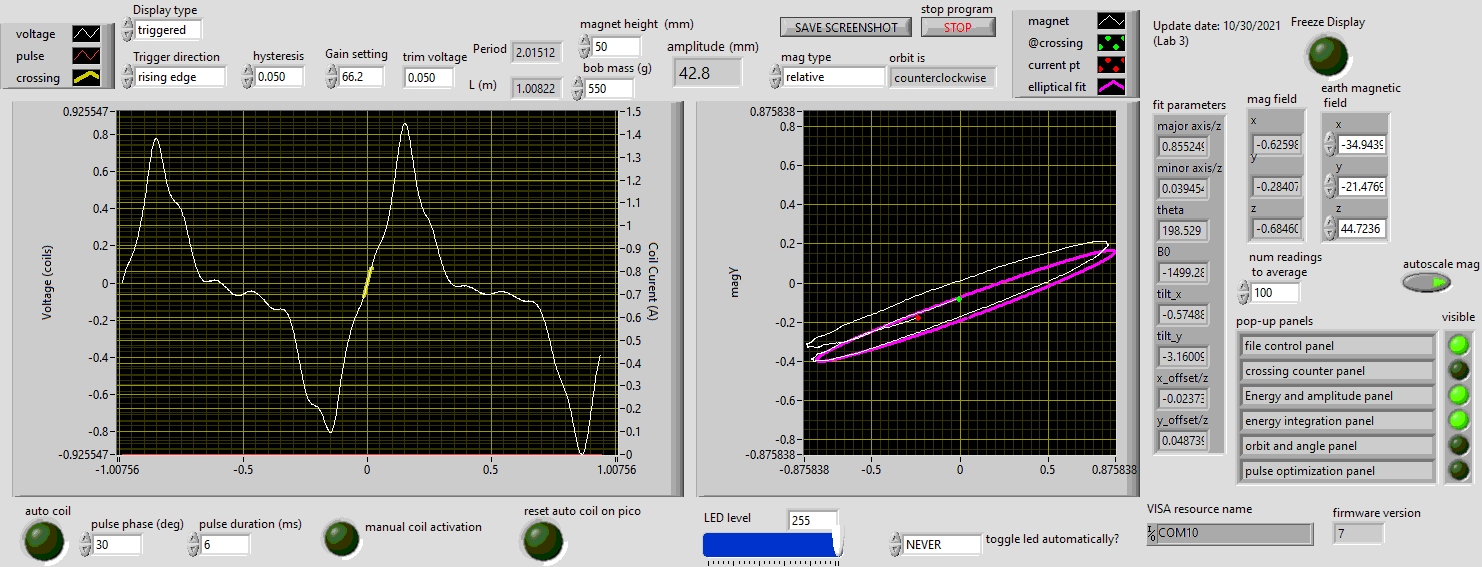 voltage
pulse
crossing
Display type
triggered
Trigger direction
rising edge
hysteresis
0.050
Gain setting
66.2
trim voltage
0.050
Period
2.01512
L (m)
1.00822
magnet height (mm)
50
bob mass (g)
550
amplitude (mm)
42.8
SAVE SCREENSHOT
stop program
STOP
mag type
relative
orbit is
counterclockwise
magnet
@crossing
current pt
elliptical fit
Update date: 10/30/2021
(Lab 3)
Freeze Display
Voltage (coils)
0.925547
0.8
0.6
0.4
0.2
0
-0.2
-0.4
-0.6
-0.8
-0.925547
-1.00756
-0.5
0
0.5
1.00756
1.5
1.4
1.3
1.2
1.1
1
0.9
0.8
0.7
0.6
0.5
0.4
0.3
0.2
0.1
0
Coil Curent (A)
magy
0.875838
0.8
0.6
0.4
0.2
0
-0.2
-0.4
-0.6
-0.8
-0.875838
-0.875838
-0.5
0
0.5
0.875838
fit parameters
major axis/z
0.855249
minor axis/z
0.039454
theta
198.529
B0
-1499.28
tilt_x
-0.57488
tilt_y
-3.16009
x_offset/z
-0.02373
y_offset/z
0.048739
mag field
x
-0.62598
y
-0.28407
z
-0.68460
earth magnetic
field
x
-34.9439
y
-21.4769
z
44.7236
num readings
to average
100
autoscale mag
pop-up panels
visible
file control panel
crossing counter panel
Energy and amplitude panel
energy integration panel
orbit and angle panel
pulse optimization panel
auto coil
pulse phase (deg)
30
pulse duration (ms)
6
manual coil activation
reset auto coil on pico
LED level
255
NEVER
toggle led automatically?
VISA resource name
COM10
firmware version
7